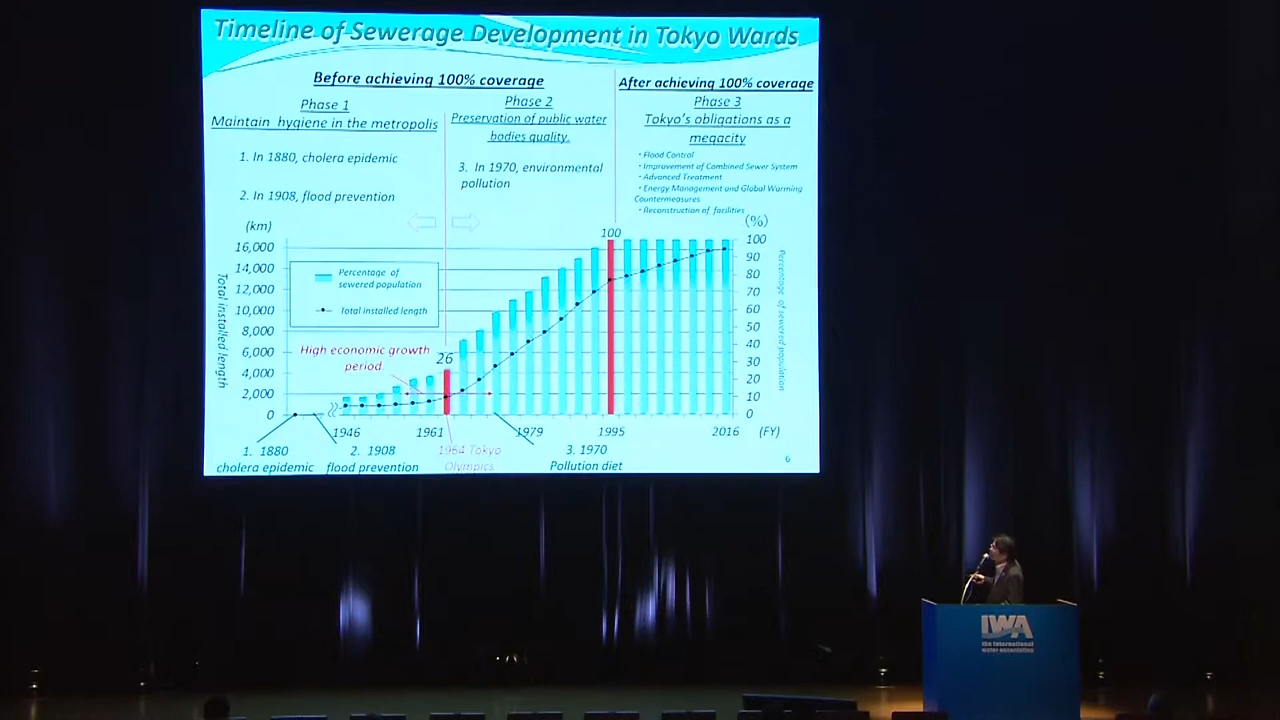 Timeline of Sewerage Development in Tokyo Wards
Before achieving 100% coverage
After achieving 100% coverage
Phase 1
Maintain hygiene in the metropolis
1. In 1880, cholera epidemic
2. In 1908, flood prevention
Phase 2
Preservation of public water
bodies quality.
3. In 1970, environmental
pollution
Phase 3
Tokyo's obligations as a
megacity
・Flood Control
・Improvement of Combined Sewer System
・Advanced Treatment
・Energy Management and Global Warming
Countermeasures
・Reconstruction of facilities
(km)
16,000
14,000
12,000
10,000
8,000
6,000
4,000
2,000
0
Total installed length
Percentage of
sewered population
Total installed length
High economic growth
period
26
100
(%)
100
90
80
70
60
50
40
30
20
10
0
Percentage of sewered population
1946
1961
1979
1995
2016
(FY)
1. 1880
cholera epidemic
2. 1908
flood prevention
1964 Tokyo
Olympics
3. 1970
Pollution diet
6
IWA
the international
water association